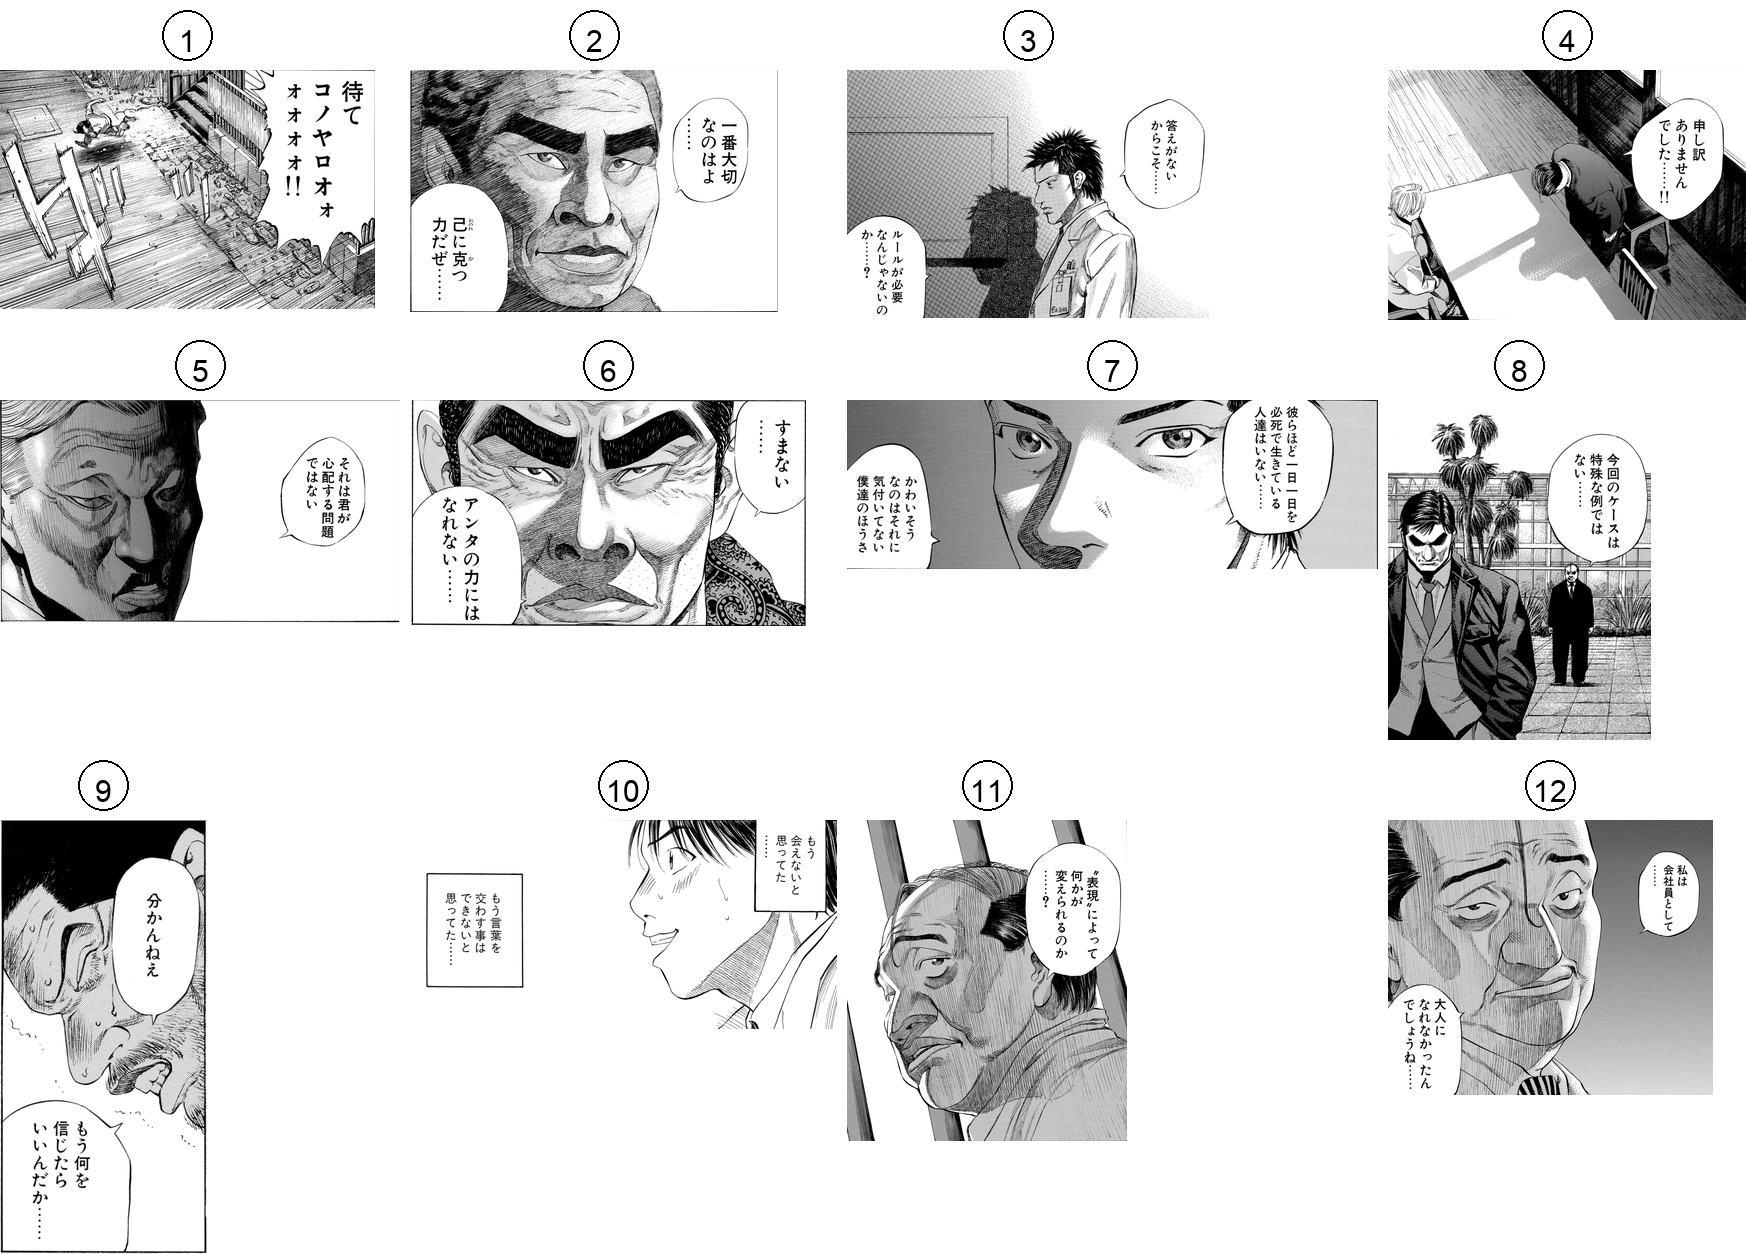 1
待て
コノヤロオォ
ォォォォ!!
2
一番大切
なのはよ
……
己に克つ
おのれ
か
力だぜ……
3
答えがない
からこそ……
ルールが必要
なんじゃないの
か……?
4
申し訳
ありません
でした……!!
5
それは君が
心配する問題
ではない
6
すまない
……
アンタの力には
なれない……
7
彼らほど一日一日を
必死で生きている
人達はいない……
かわいそう
なのはそれに
気付いてない
僕達のほうさ
8
今回のケースは
特殊な例では
ない……
9
分かんねえ
もう何を
信じたら
いいんだか……
10
もう
会えないと
思ってた
……
もう言葉を
交わす事は
できないと
思ってた……
11
〝表現〟によって
何かが
変えられるのか
……?
12
私は
会社員として
……
大人に
なれなかったん
でしょうね……